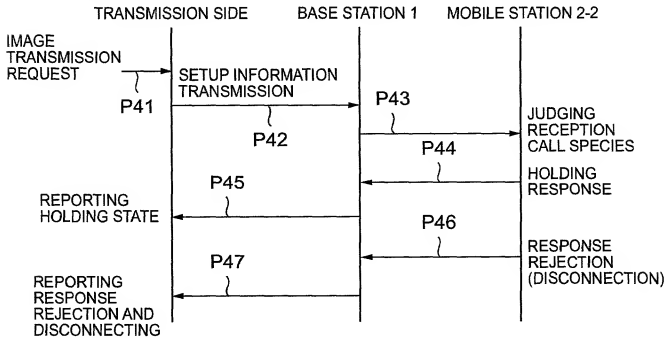 TRANSMISSION SIDE
BASE STATION 1
MOBILE STATION 2-2
IMAGE
TRANSMISSION
REQUEST
P41
SETUP INFORMATION
TRANSMISSION
P42
P43
JUDGING
RECEPTION
CALL SPECIES
P44
HOLDING
RESPONSE
P45
REPORTING
HOLDING STATE
P46
RESPONSE
REJECTION
(DISCONNECTION)
P47
REPORTING
RESPONSE
REJECTION AND
DISCONNECTING